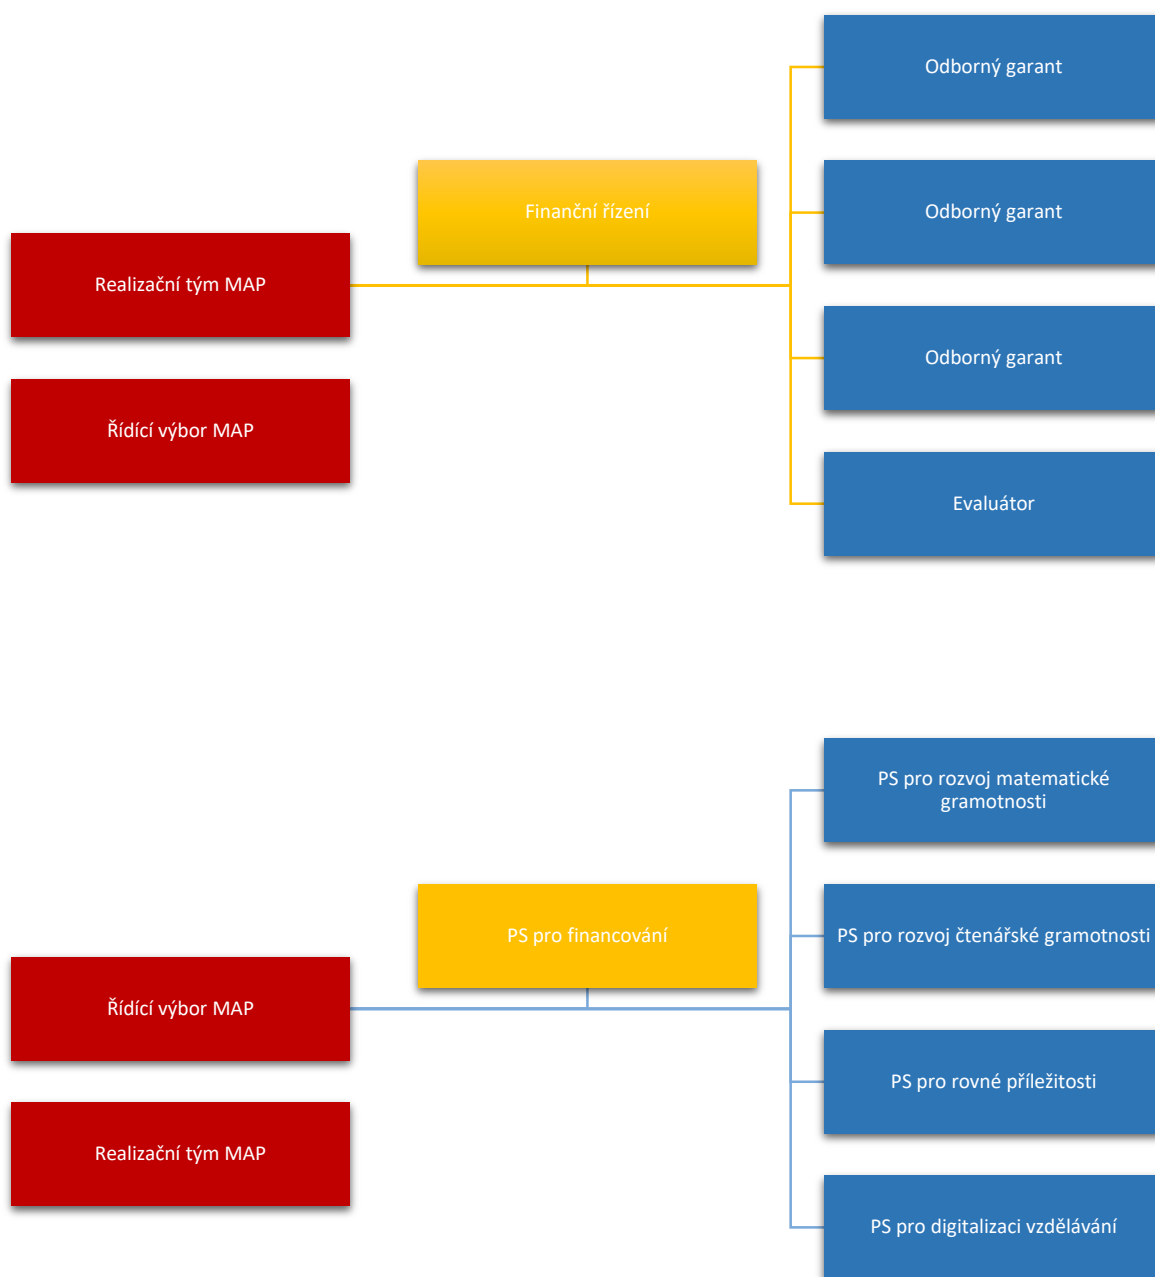 Odborný garant
Finanční řízení
Odborný garant
Realizační tým MAP
Odborný garant
Řídící výbor MAP
Evaluátor
PS pro rozvoj matematické
gramotnosti
PS pro financování
PS pro rozvoj čtenářské gramotnosti
Řídící výbor MAP
PS pro rovné příležitosti
Realizační tým MAP
PS pro digitalizaci vzdělávání